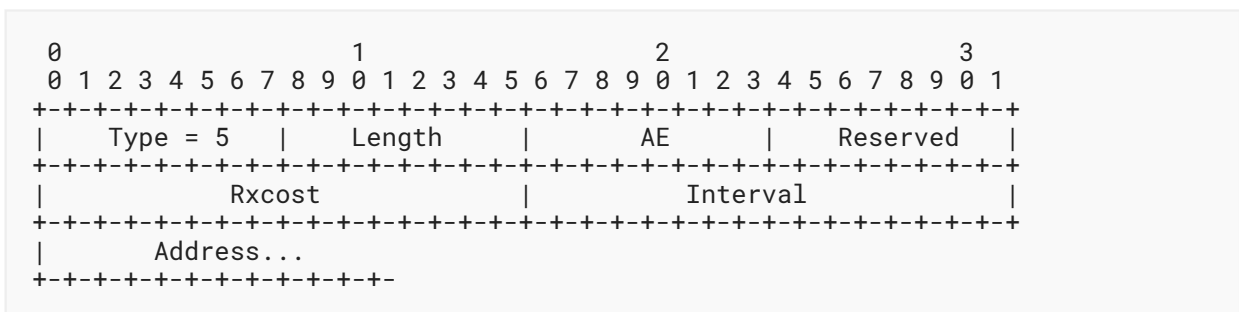 0                   1                   2                   3
 0 1 2 3 4 5 6 7 8 9 0 1 2 3 4 5 6 7 8 9 0 1 2 3 4 5 6 7 8 9 0 1
+-+-+-+-+-+-+-+-+-+-+-+-+-+-+-+-+-+-+-+-+-+-+-+-+-+-+-+-+-+-+-+-+
|    Type = 5   |    Length     |       AE      |    Reserved   |
+-+-+-+-+-+-+-+-+-+-+-+-+-+-+-+-+-+-+-+-+-+-+-+-+-+-+-+-+-+-+-+-+
|            Rxcost             |          Interval             |
+-+-+-+-+-+-+-+-+-+-+-+-+-+-+-+-+-+-+-+-+-+-+-+-+-+-+-+-+-+-+-+-+
|       Address...
+-+-+-+-+-+-+-+-+-+-+-+-